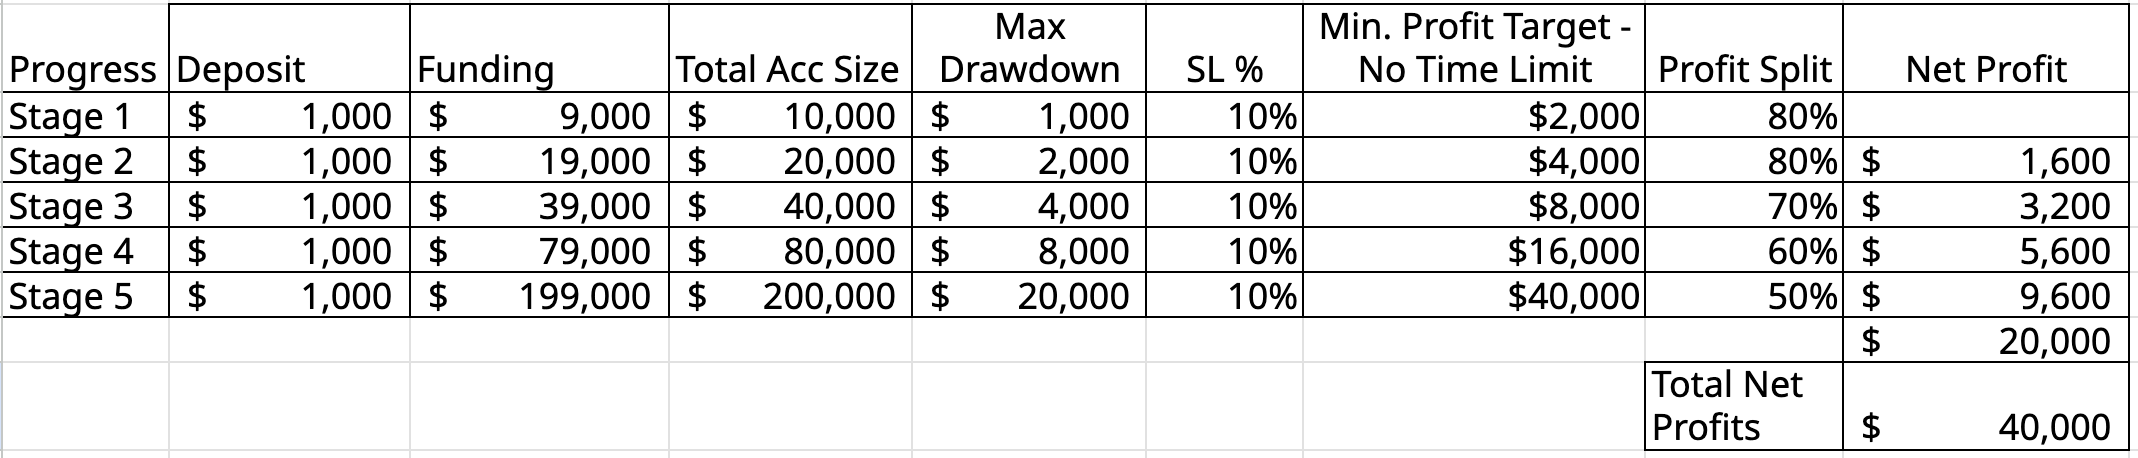 Progress Deposit Funding Total Acc Size Max Drawdown SL % Min. Profit Target - No Time Limit Profit Split Net Profit
Stage 1 $ 1,000 $ 9,000 $ 10,000 $ 1,000 10% $2,000 80%
Stage 2 $ 1,000 $ 19,000 $ 20,000 $ 2,000 10% $4,000 80% $ 1,600
Stage 3 $ 1,000 $ 39,000 $ 40,000 $ 4,000 10% $8,000 70% $ 3,200
Stage 4 $ 1,000 $ 79,000 $ 80,000 $ 8,000 10% $16,000 60% $ 5,600
Stage 5 $ 1,000 $ 199,000 $ 200,000 $ 20,000 10% $40,000 50% $ 9,600
$ 20,000
Total Net Profits $ 40,000